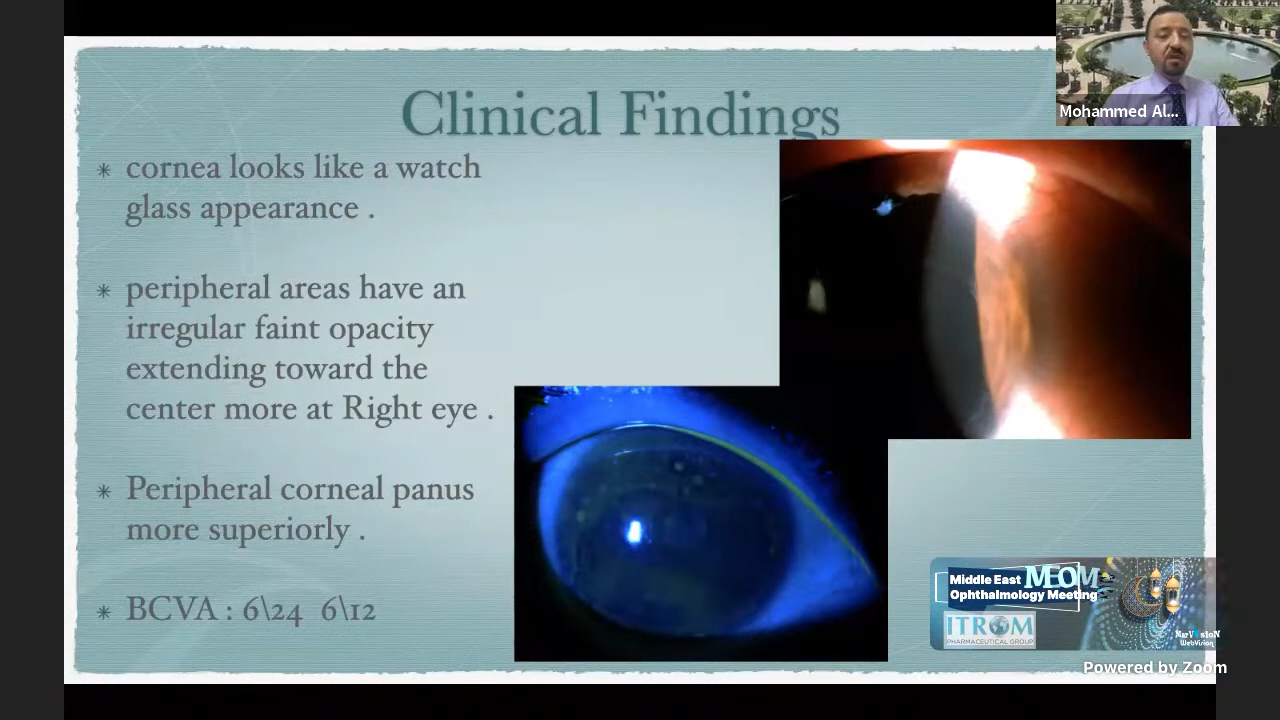 Clinical Findings
Mohammed Al...
cornea looks like a watch
glass appearance .
peripheral areas have an
irregular faint opacity
extending toward the
center more at Right eye .
Peripheral corneal panus
more superiorly .
BCVA : 6\24 6\12
Middle East MEOM
Ophthalmology Meeting
ITROM
PHARMACEUTICAL GROUP
NarVisioN
WebVision
Powered by Zoom